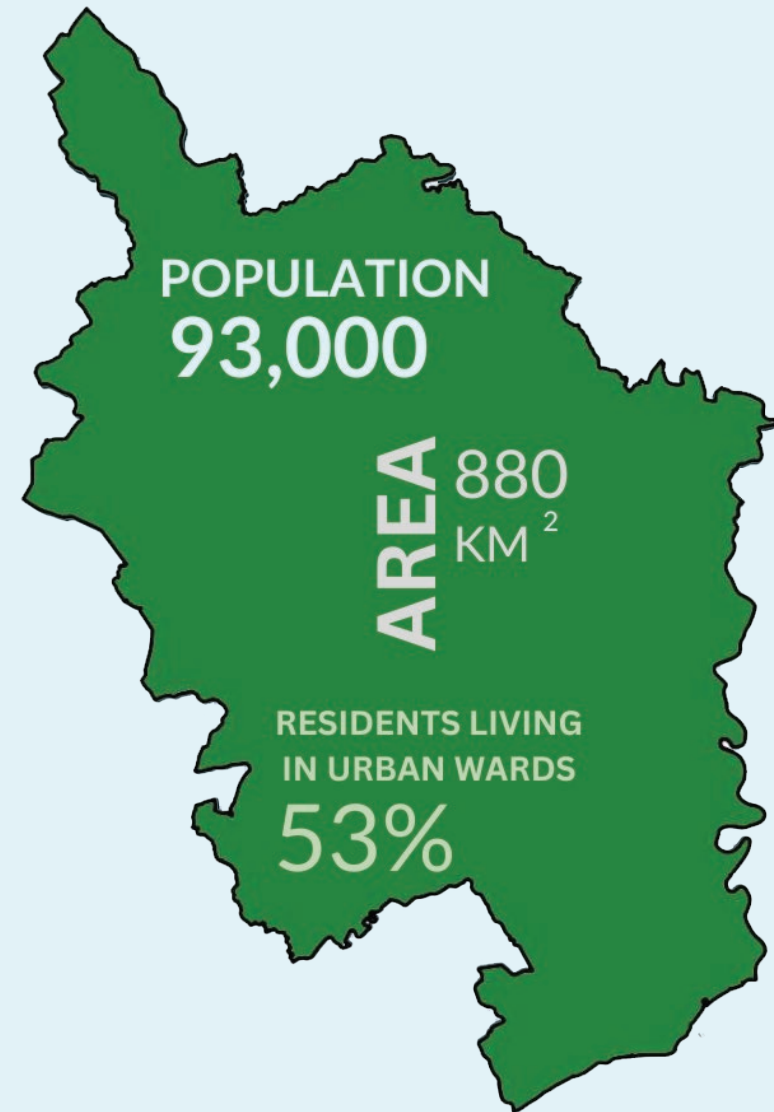 POPULATION
93,000
AREA
880
KM ²
RESIDENTS LIVING
IN URBAN WARDS
53%